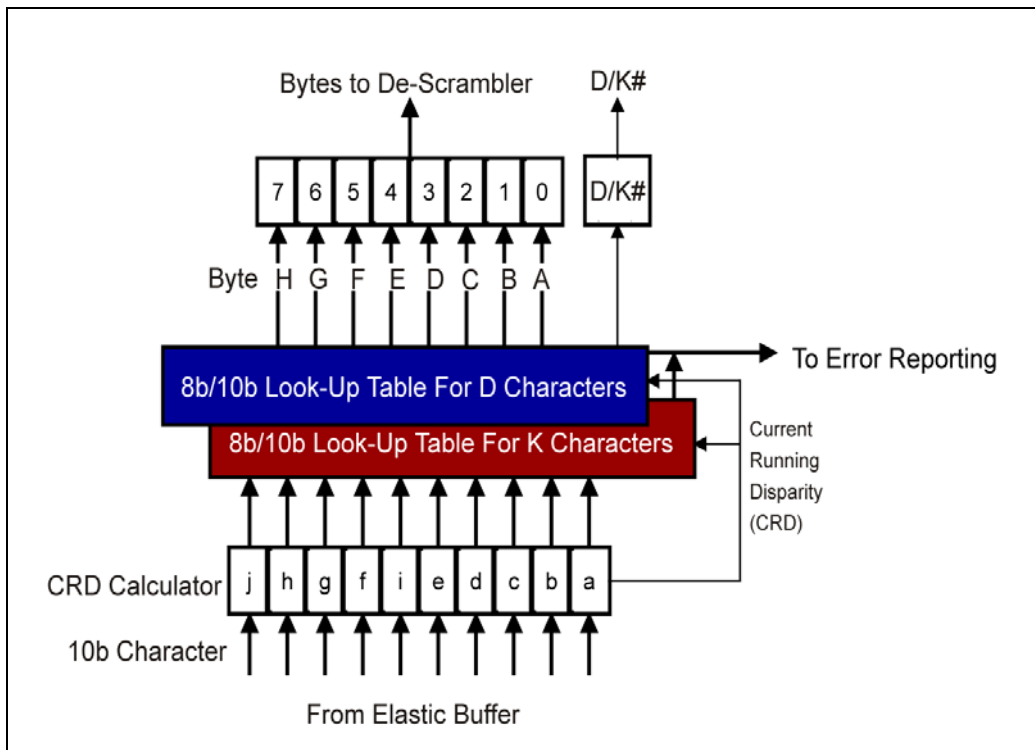 Bytes to De-Scrambler D/K#
7 6 5 4 3 2 1 0 D/K#
Byte H G F E D C B A
8b/10b Look-Up Table For D Characters
To Error Reporting
8b/10b Look-Up Table For K Characters
Current
Running
Disparity
(CRD)
CRD Calculator j h g f i e d c b a
10b Character
From Elastic Buffer